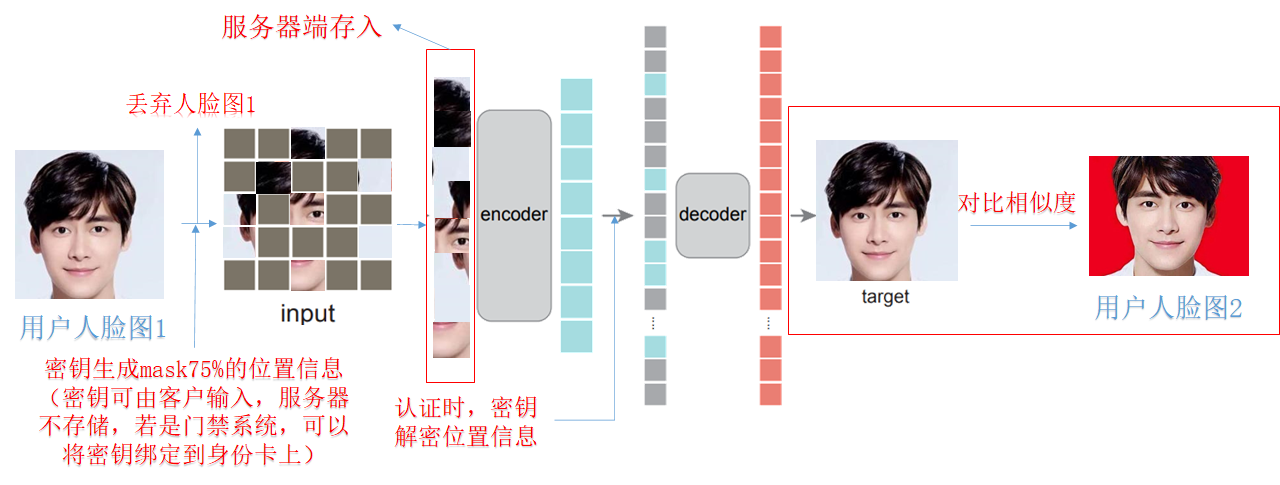 服务器端存入
丢弃人脸图1
input
用户人脸图1
密钥生成mask75%的位置信息
（密钥可由客户输入，服务器
不存储，若是门禁系统，可以
将密钥绑定到身份卡上）
encoder
认证时，密钥
解密位置信息
decoder
target
对比相似度
用户人脸图2